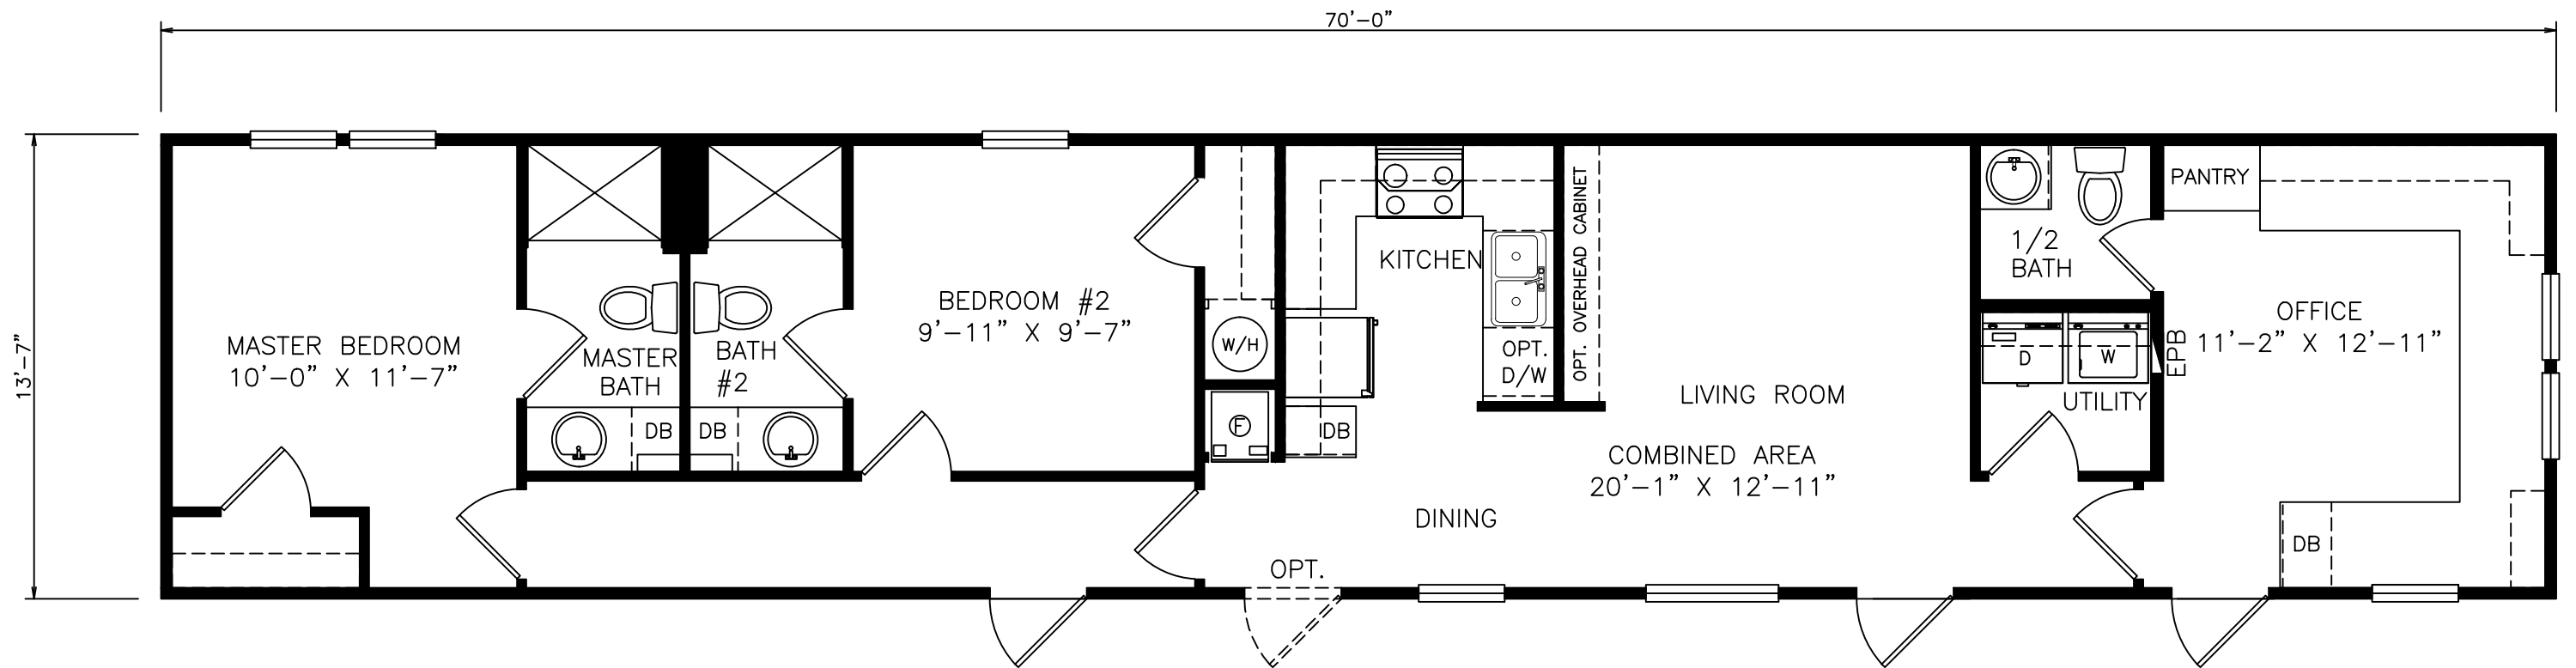 70'-0"
13'-7"
MASTER BEDROOM
10'-0" X 11'-7"
MASTER
BATH
DB
BATH
#2
DB
BEDROOM #2
9'-11" X 9'-7"
W/H
F
KITCHEN
DB
OPT.
D/W
OPT. OVERHEAD CABINET
LIVING ROOM
COMBINED AREA
20'-1" X 12'-11"
DINING
OPT.
1/2
BATH
D
W
UTILITY
EPB
PANTRY
OFFICE
11'-2" X 12'-11"
DB